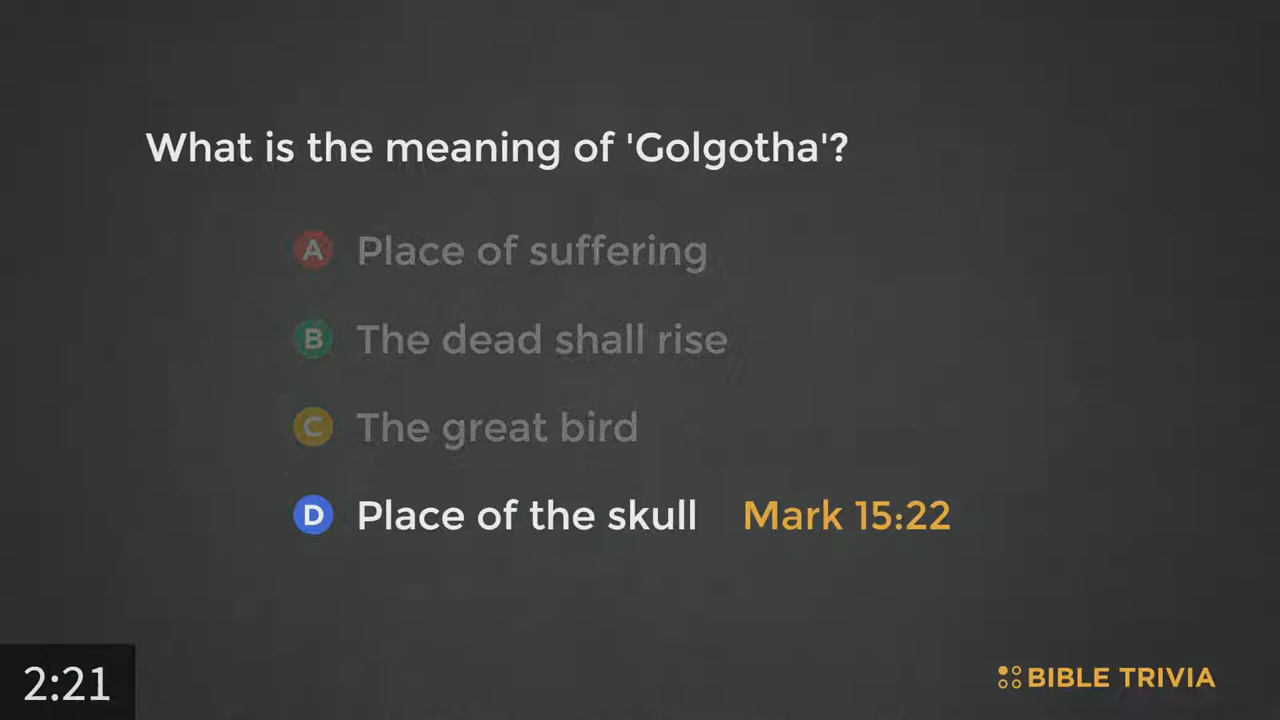 What is the meaning of 'Golgotha'?
A Place of suffering
B The dead shall rise
C The great bird
D Place of the skull Mark 15:22
2:21
BIBLE TRIVIA